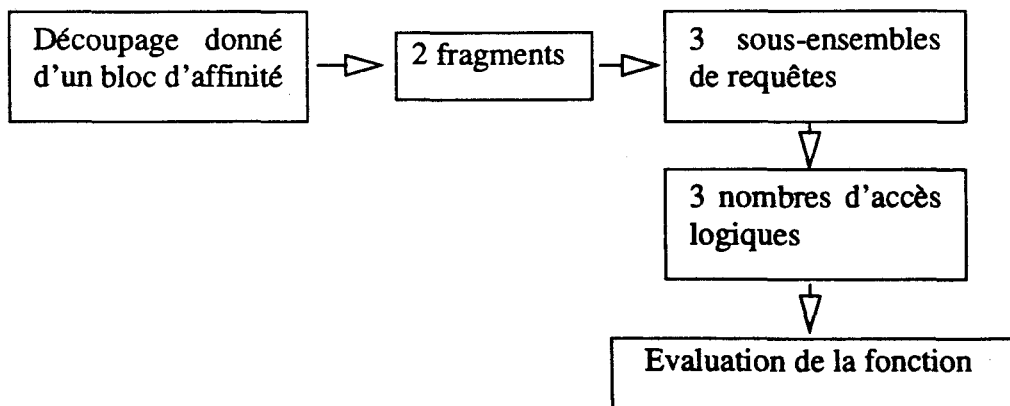 Découpage donné
d'un bloc d'affinité
2 fragments
3 sous-ensembles
de requêtes
3 nombres d'accès
logiques
Evaluation de la fonction